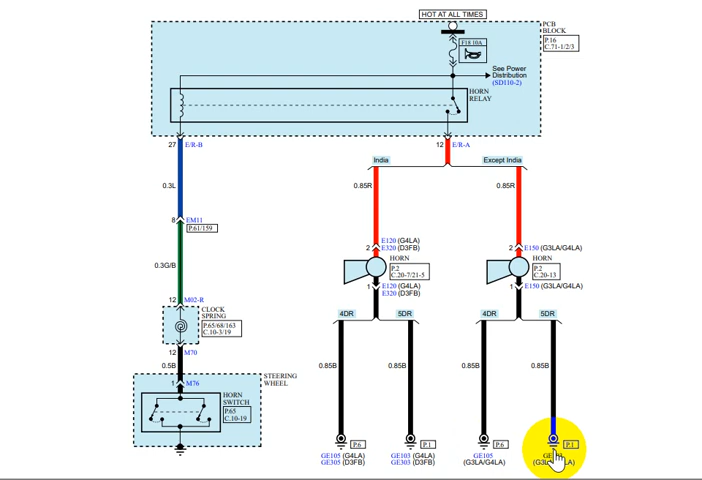 HOT AT ALL TIMES
PCB
BLOCK
P.16
C.71-1/2/3
F18 10A
See Power
Distribution
(SD110-2)
HORN
RELAY
27 E/R-B
12 E/R-A
India
Except India
0.3L
0.85R
0.85R
8 EM11
P.61/159
E120 (G4LA)
2 E320 (D3FB)
2 E150 (G3LA/G4LA)
HORN
P.2
C.20-7/21-5
HORN
P.2
C.20-13
0.3G/B
1 E120 (G4LA)
E320 (D3FB)
1 E150 (G3LA/G4LA)
12 M02-R
CLOCK
SPRING
P.65/68/163
C.10-3/19
4DR
5DR
4DR
5DR
12 M70
0.5B
0.85B
0.85B
0.85B
0.85B
STEERING
WHEEL
1 M76
HORN
SWITCH
P.65
C.10-19
P.6
P.1
P.6
P.1
GE105 (G4LA)
GE305 (D3FB)
GE103 (G4LA)
GE303 (D3FB)
GE105
(G3LA/G4LA)